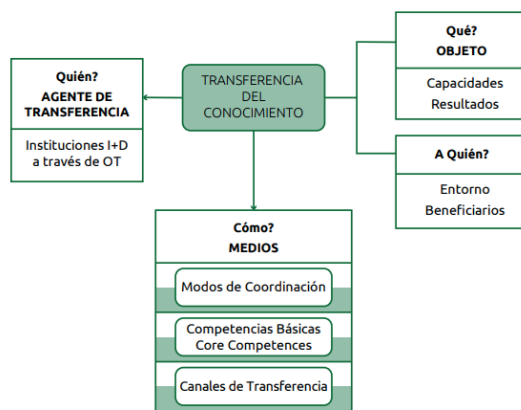 Quién?
AGENTE DE
TRANSFERENCIA
Instituciones I+D
a través de OT
TRANSFERENCIA
DEL
CONOCIMIENTO
Qué?
OBJETO
Capacidades
Resultados
A Quién?
Entorno
Beneficiarios
Cómo?
MEDIOS
Modos de Coordinación
Competencias Básicas
Core Competences
Canales de Transferencia